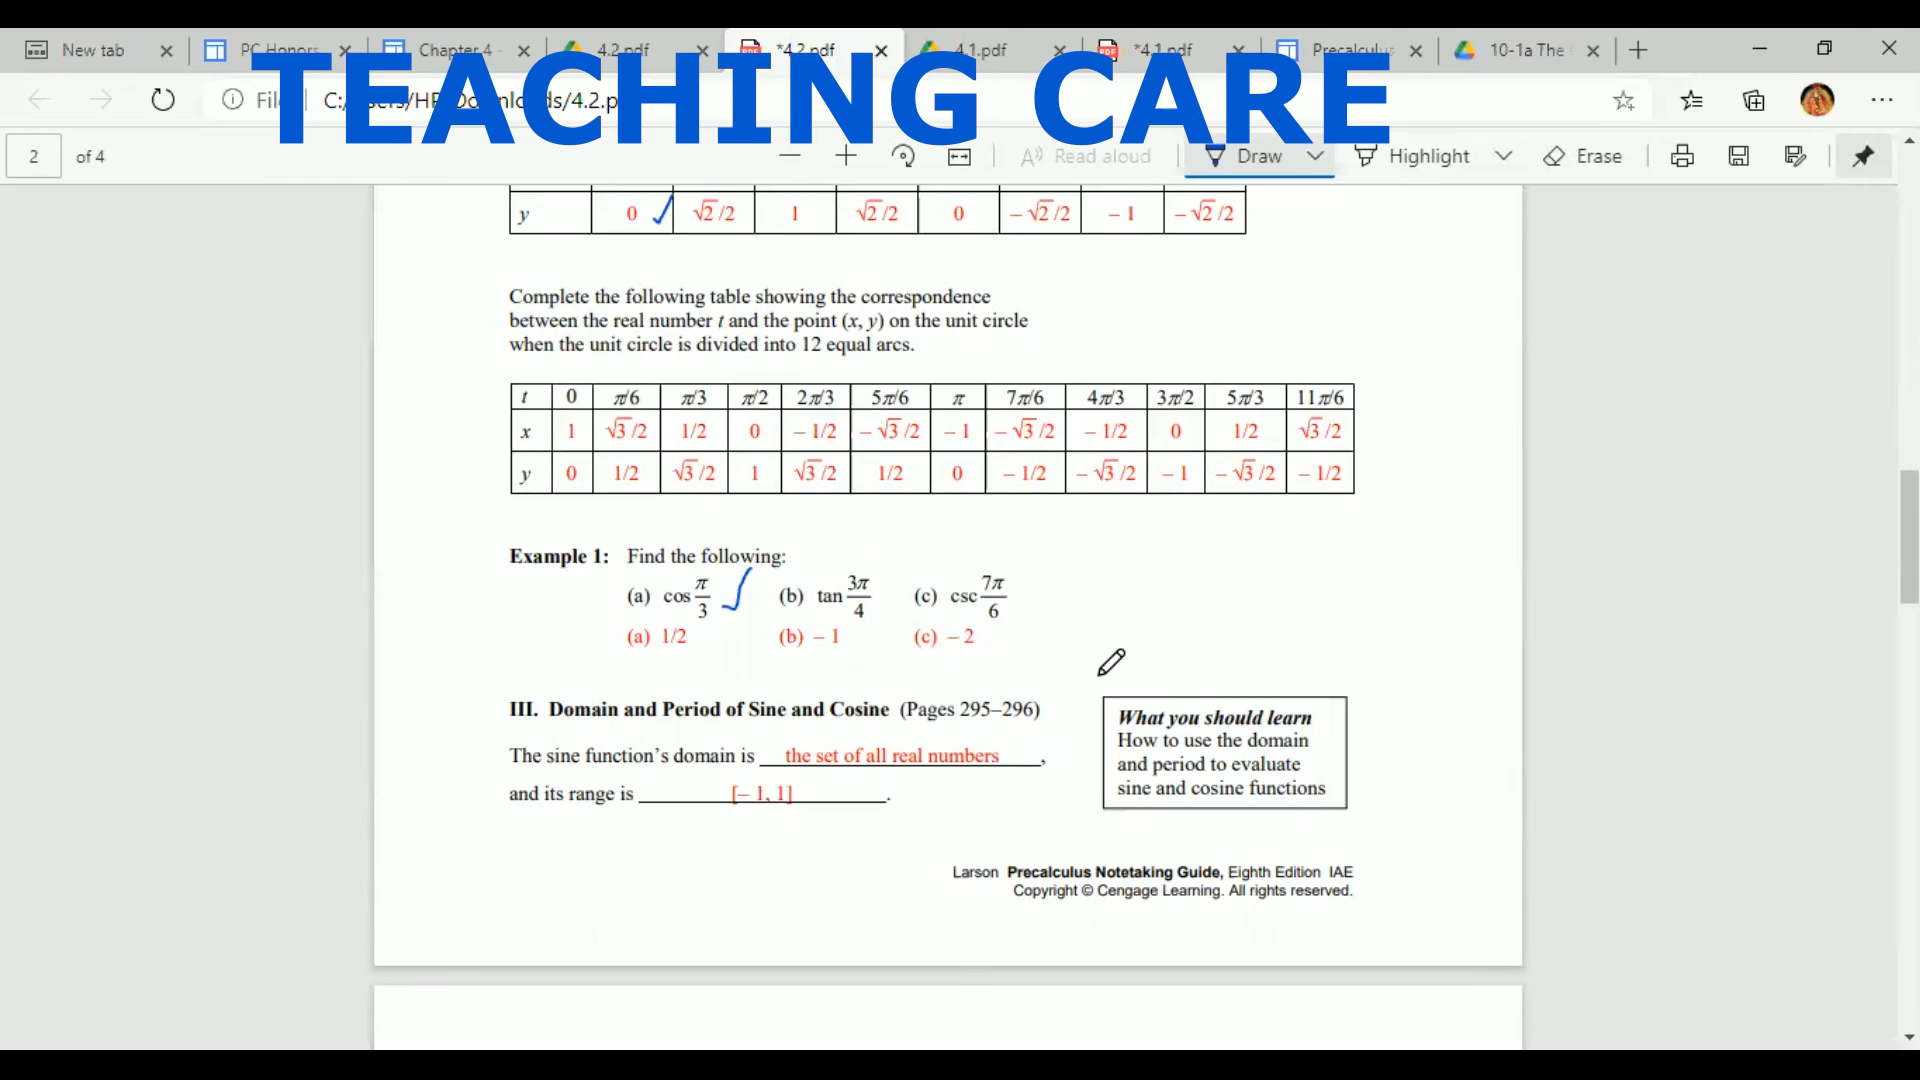 New tab PC Honors Chapter 4 - 4.2.pdf *4.2.pdf 4.1.pdf *4.1.pdf Precalculus 10-1a The
TEACHING CARE
File C:/Users/HP/Downloads/4.2.p
2 of 4 Read aloud Draw Highlight Erase
y 0 √2/2 1 √2/2 0 – √2/2 – 1 – √2/2
Complete the following table showing the correspondence
between the real number t and the point (x, y) on the unit circle
when the unit circle is divided into 12 equal arcs.
t 0 π/6 π/3 π/2 2π/3 5π/6 π 7π/6 4π/3 3π/2 5π/3 11π/6
x 1 √3/2 1/2 0 – 1/2 – √3/2 – 1 – √3/2 – 1/2 0 1/2 √3/2
y 0 1/2 √3/2 1 √3/2 1/2 0 – 1/2 – √3/2 – 1 – √3/2 – 1/2
Example 1: Find the following:
(a) cos π/3 (b) tan 3π/4 (c) csc 7π/6
(a) 1/2 (b) – 1 (c) – 2
III. Domain and Period of Sine and Cosine (Pages 295–296)
The sine function’s domain is the set of all real numbers ,
and its range is [– 1, 1] .
What you should learn
How to use the domain
and period to evaluate
sine and cosine functions
Larson Precalculus Notetaking Guide, Eighth Edition IAE
Copyright © Cengage Learning. All rights reserved.